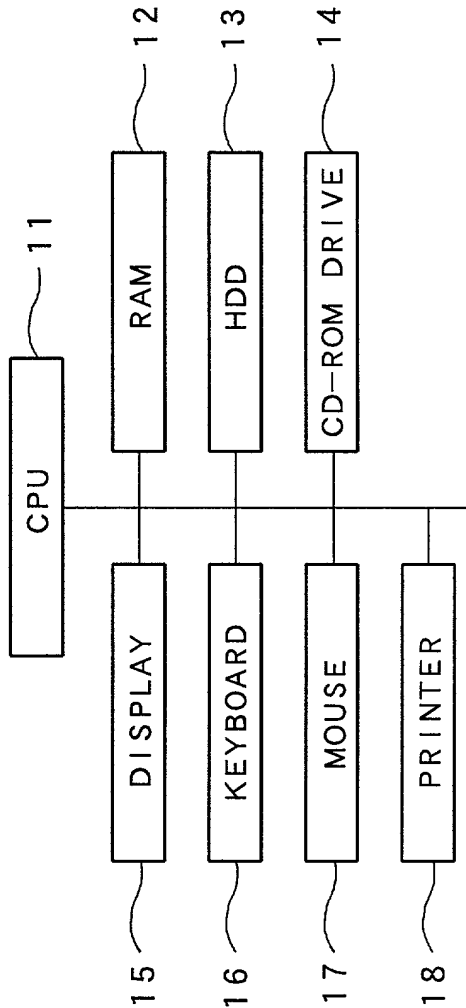 CPU
11
DISPLAY
15
RAM
12
KEYBOARD
16
HDD
13
MOUSE
17
CD-ROM DRIVE
14
PRINTER
18